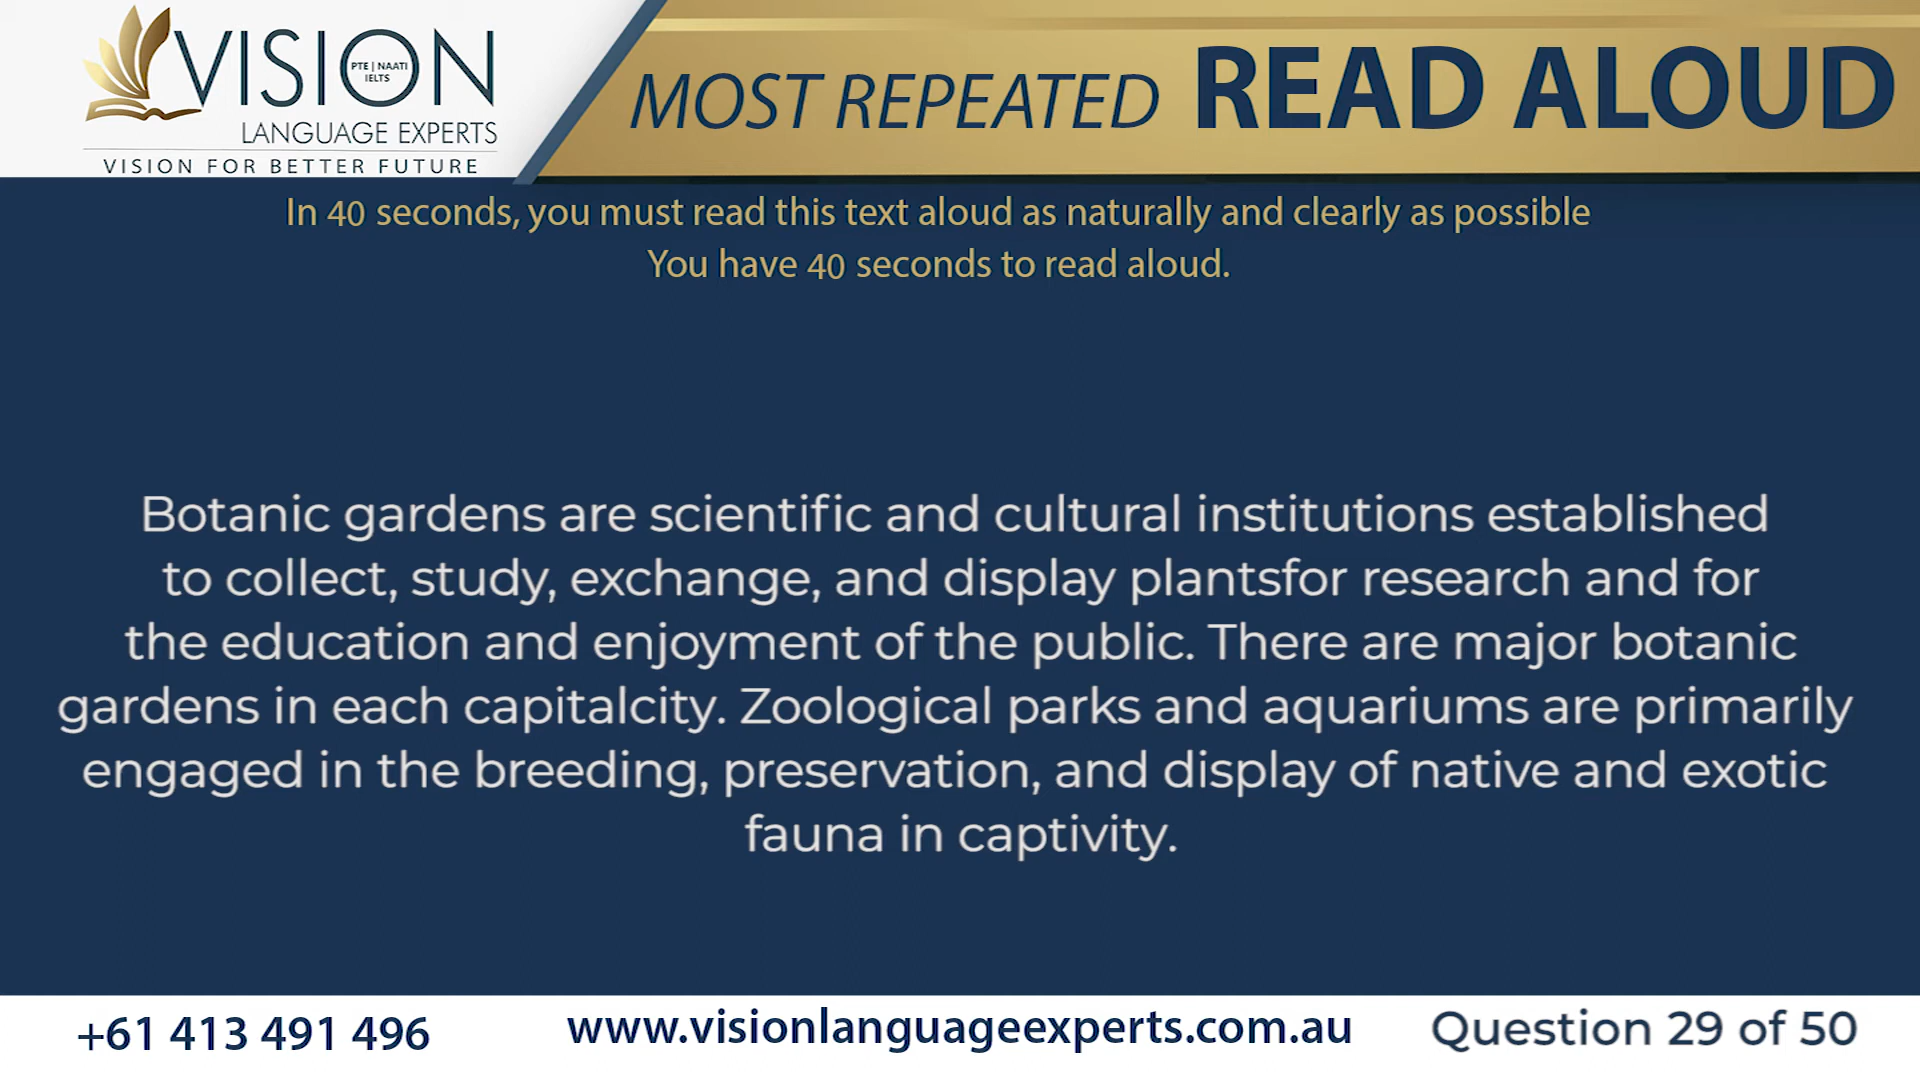 VISION
PTE | NAATI
IELTS
LANGUAGE EXPERTS
VISION FOR BETTER FUTURE
MOST REPEATED READ ALOUD
In 40 seconds, you must read this text aloud as naturally and clearly as possible
You have 40 seconds to read aloud.
Botanic gardens are scientific and cultural institutions established
to collect, study, exchange, and display plantsfor research and for
the education and enjoyment of the public. There are major botanic
gardens in each capitalcity. Zoological parks and aquariums are primarily
engaged in the breeding, preservation, and display of native and exotic
fauna in captivity.
+61 413 491 496
www.visionlanguageexperts.com.au
Question 29 of 50